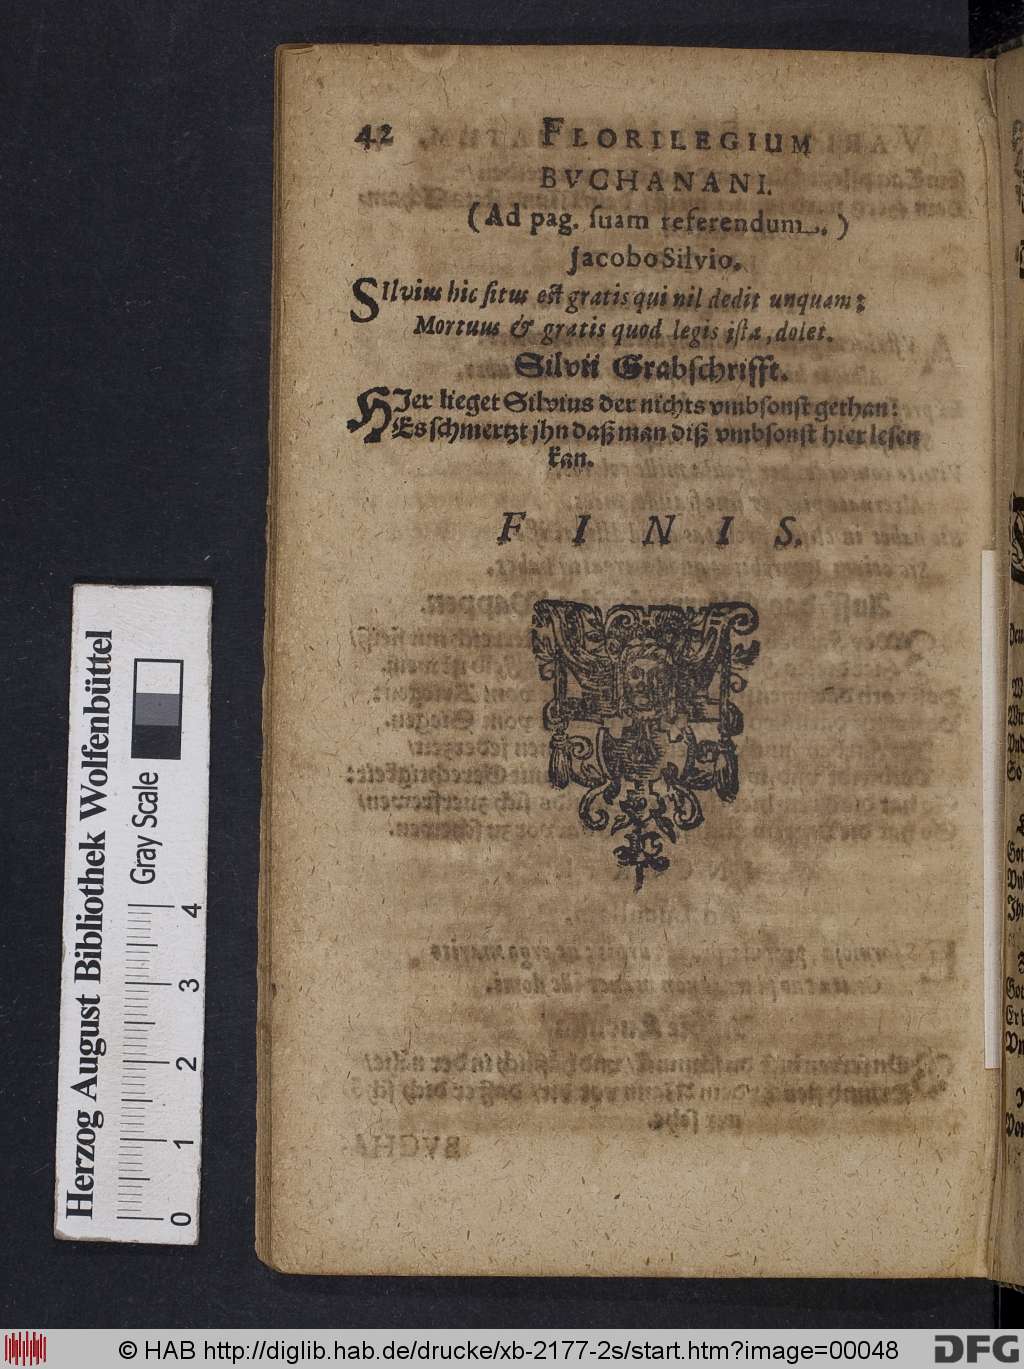 42 FLORILEGIUM
BVCHANANI.
(Ad pag. suam referendum.)
Jacobo Silvio.
SIlvius hic situs est gratis qui nil dedit unquam;
Mortuus & gratis quod legis ista, dolet.
Silvii Grabschrifft.
HIer lieget Silvius der nichts vmbsonst gethan:
Es schmertzt jhn daß man diß vmbsonst hier lesen
kan.
F I N I S.
Herzog August Bibliothek Wolfenbüttel
Gray Scale
0 1 2 3 4
© HAB http://diglib.hab.de/drucke/xb-2177-2s/start.htm?image=00048
DFG